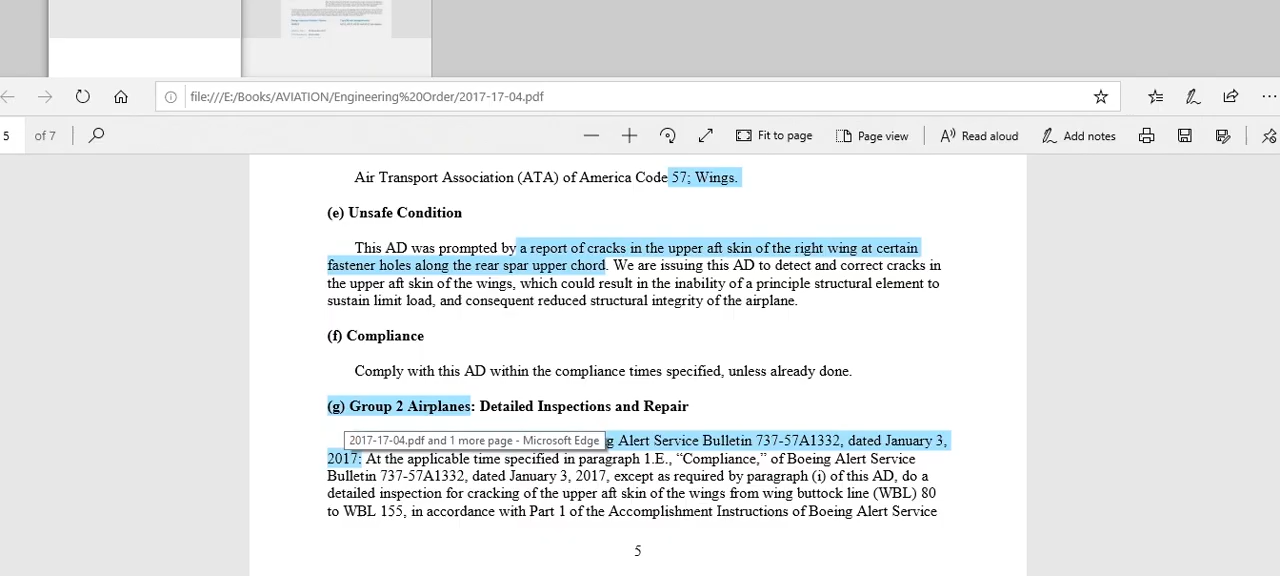 file:///E:/Books/AVIATION/Engineering%20Order/2017-17-04.pdf
5 of 7 Fit to page Page view Read aloud Add notes
Air Transport Association (ATA) of America Code 57; Wings.
(e) Unsafe Condition
This AD was prompted by a report of cracks in the upper aft skin of the right wing at certain
fastener holes along the rear spar upper chord. We are issuing this AD to detect and correct cracks in
the upper aft skin of the wings, which could result in the inability of a principle structural element to
sustain limit load, and consequent reduced structural integrity of the airplane.
(f) Compliance
Comply with this AD within the compliance times specified, unless already done.
(g) Group 2 Airplanes: Detailed Inspections and Repair
2017-17-04.pdf and 1 more page - Microsoft Edge
g Alert Service Bulletin 737-57A1332, dated January 3,
2017: At the applicable time specified in paragraph 1.E., “Compliance,” of Boeing Alert Service
Bulletin 737-57A1332, dated January 3, 2017, except as required by paragraph (i) of this AD, do a
detailed inspection for cracking of the upper aft skin of the wings from wing buttock line (WBL) 80
to WBL 155, in accordance with Part 1 of the Accomplishment Instructions of Boeing Alert Service
5